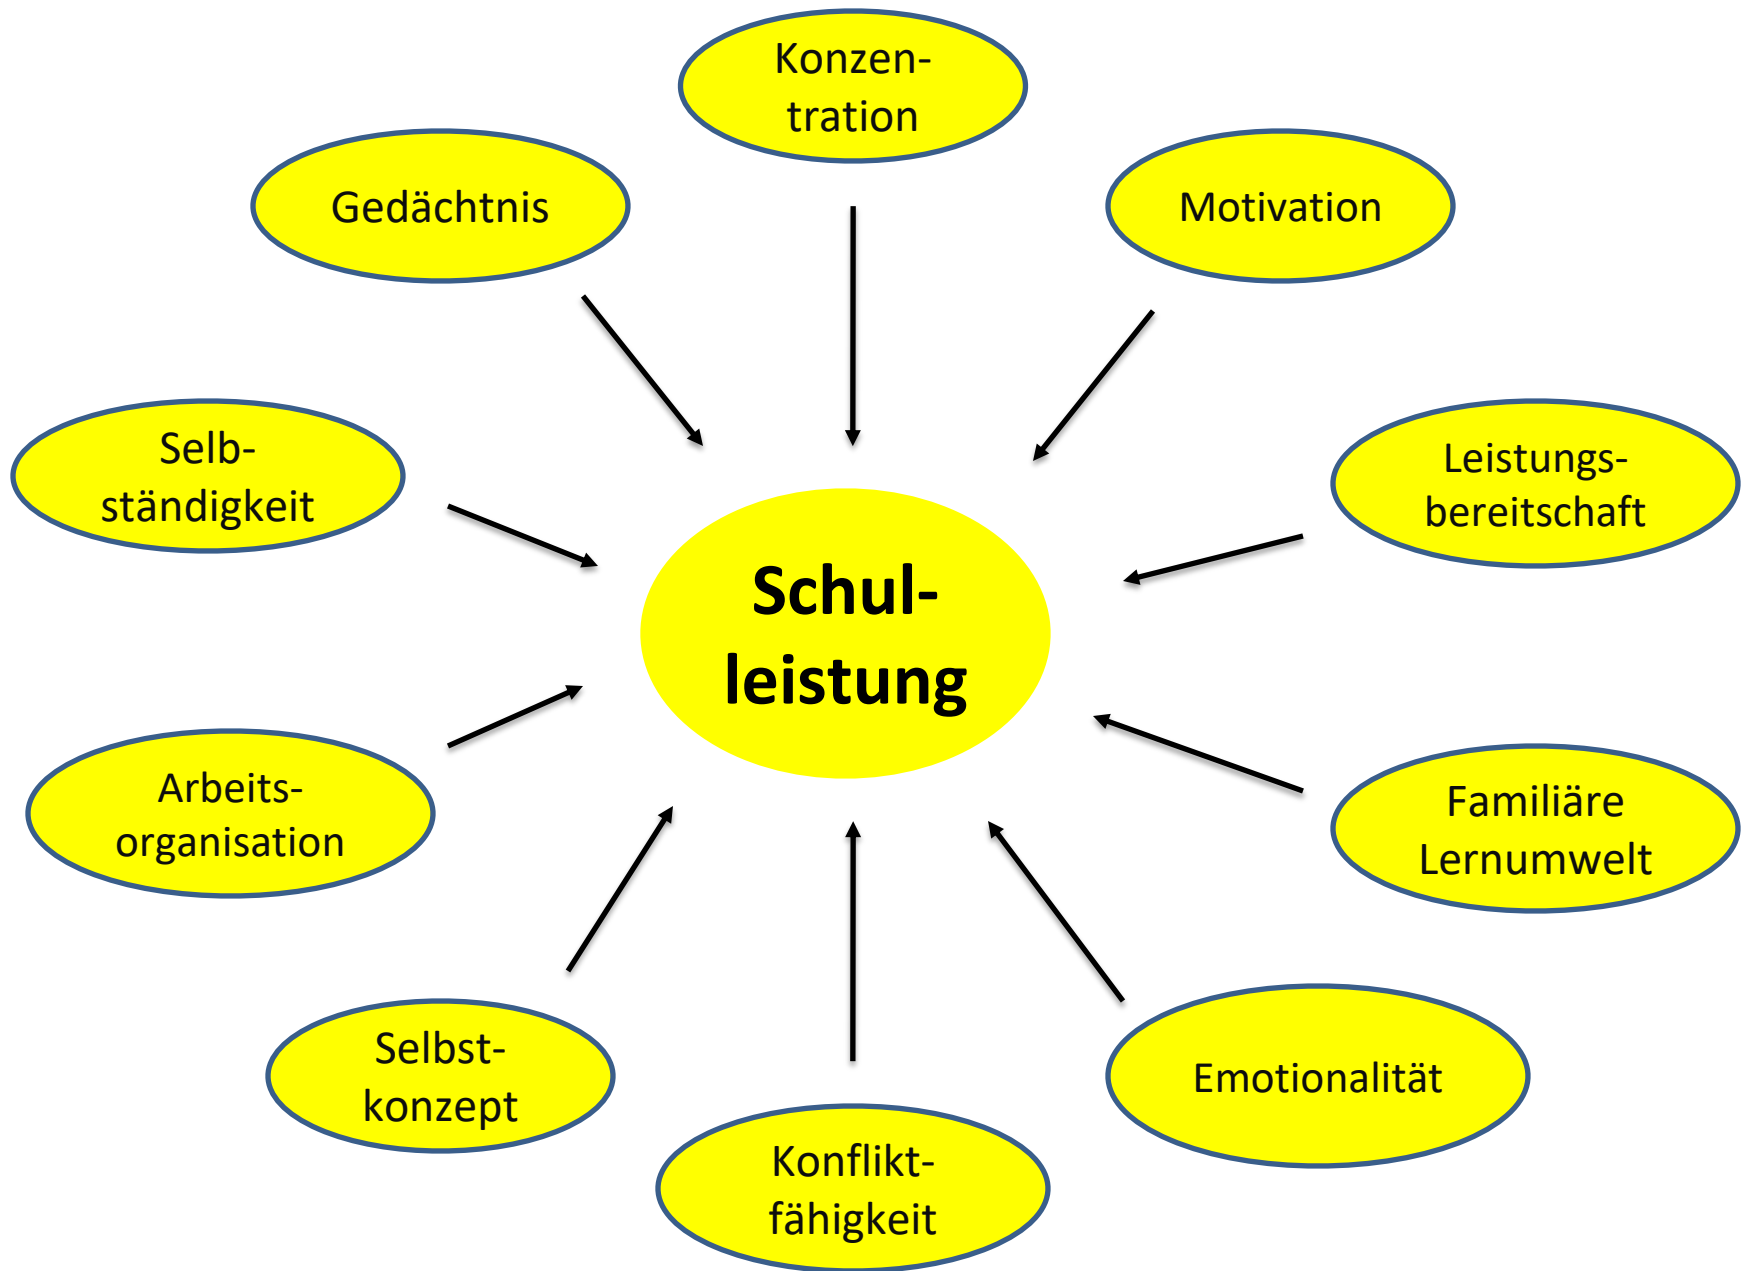 Konzen-
tration
Gedächtnis
Motivation
Selb-
ständigkeit
Leistungs-
bereitschaft
Schul-
leistung
Arbeits-
organisation
Familiäre
Lernumwelt
Selbst-
konzept
Emotionalität
Konflikt-
fähigkeit